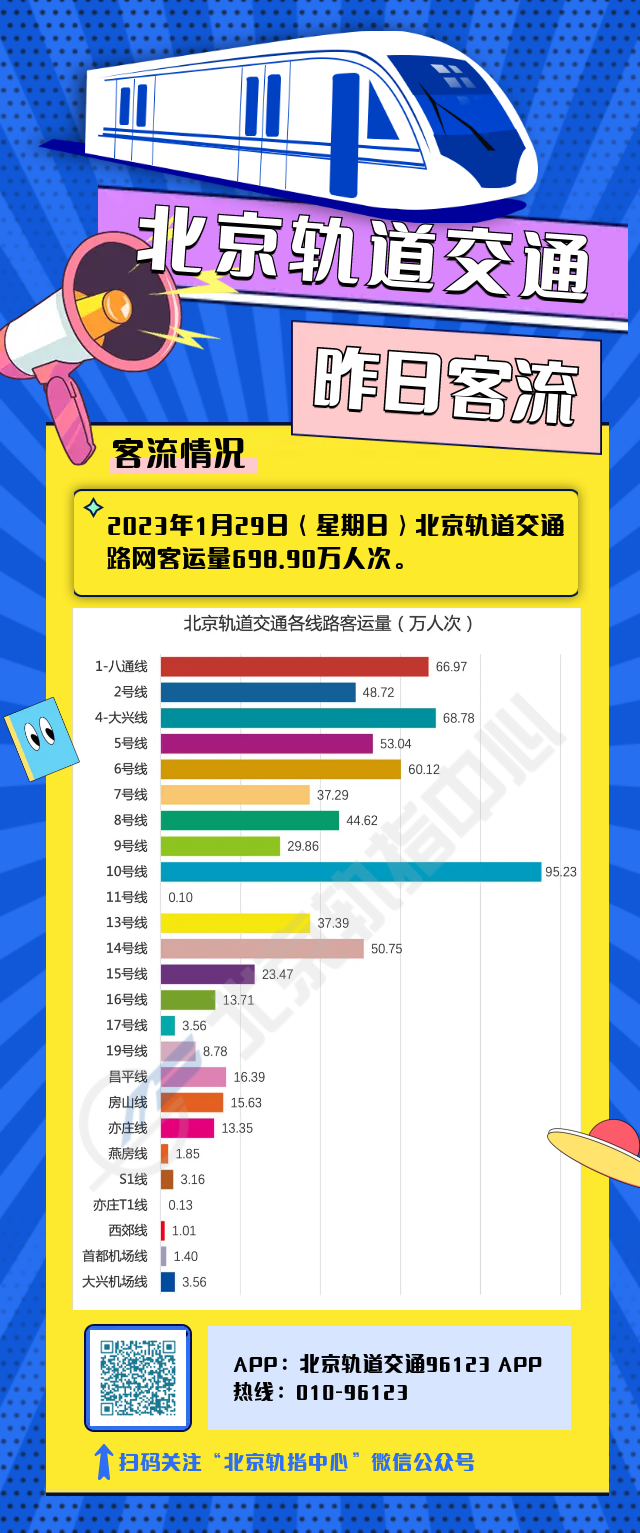 北京轨道交通
昨日客流
客流情况
2023年1月29日（星期日）北京轨道交通
路网客运量698.90万人次。
北京轨道交通各线路客运量（万人次）
1-八通线 66.97
2号线 48.72
4-大兴线 68.78
5号线 53.04
6号线 60.12
7号线 37.29
8号线 44.62
9号线 29.86
10号线 95.23
11号线 0.10
13号线 37.39
14号线 50.75
15号线 23.47
16号线 13.71
17号线 3.56
19号线 8.78
昌平线 16.39
房山线 15.63
亦庄线 13.35
燕房线 1.85
S1线 3.16
亦庄T1线 0.13
西郊线 1.01
首都机场线 1.40
大兴机场线 3.56
北京轨指中心
APP：北京轨道交通96123 APP
热线：010-96123
扫码关注“北京轨指中心”微信公众号